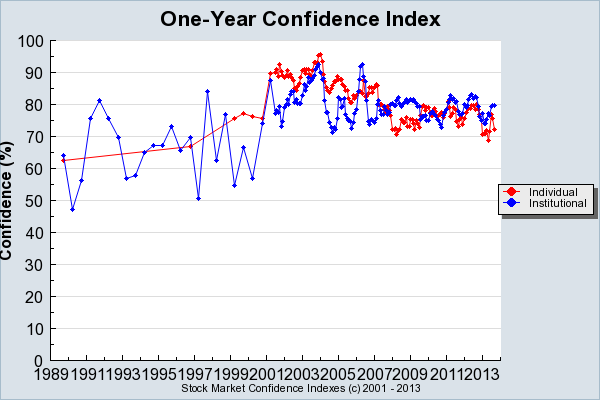 One-Year Confidence Index
Confidence (%)
100
90
80
70
60
50
40
30
20
10
0
1989 1991 1993 1995 1997 1999 2001 2003 2005 2007 2009 2011 2013
Individual
Institutional
Stock Market Confidence Indexes (c) 2001 - 2013